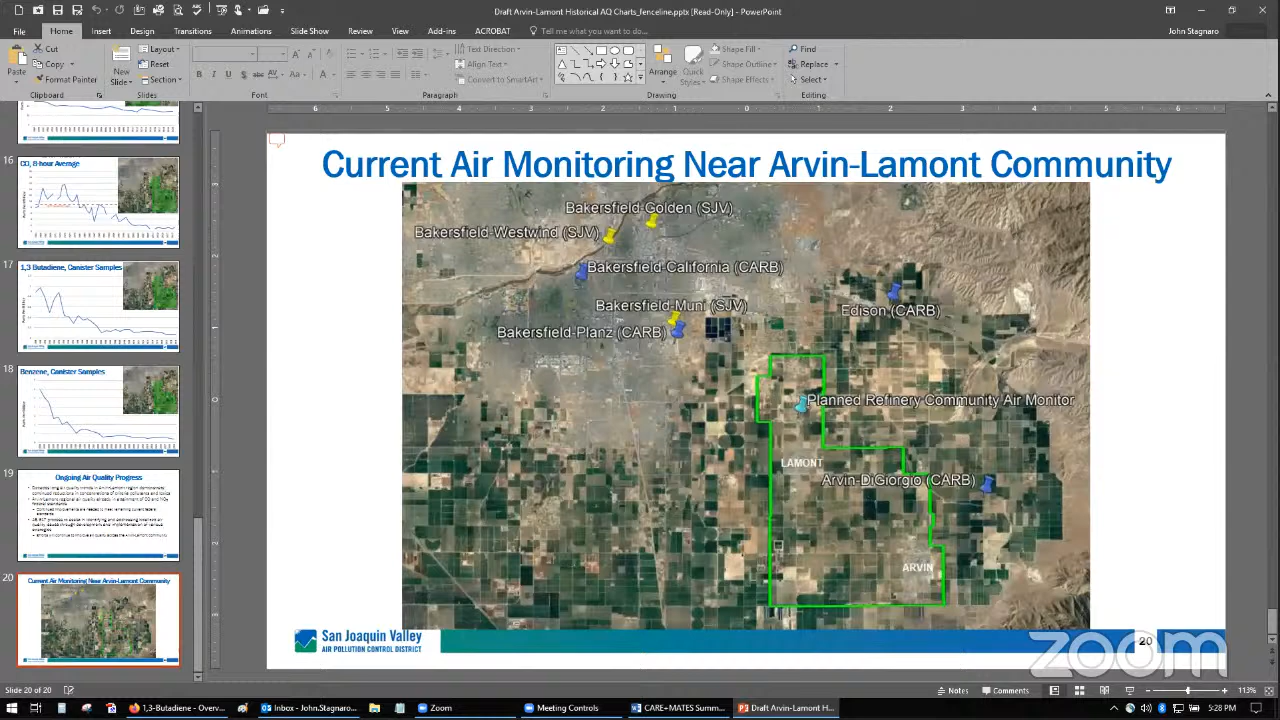 Draft Arvin-Lamont Historical AQ Charts_fenceline.pptx [Read-Only] - PowerPoint
File Home Insert Design Transitions Animations Slide Show Review View Add-ins ACROBAT Tell me what you want to do... John Stagnaro
Cut Layout Text Direction Shape Fill Find
Copy Reset Align Text Shape Outline Replace
Paste Format Painter New Slide Section Convert to SmartArt Arrange Quick Styles Shape Effects Select
Clipboard Slides Font Paragraph Drawing Editing
16
CO, 8-hour Average
17
1,3 Butadiene, Canister Samples
18
Benzene, Canister Samples
19
Ongoing Air Quality Progress
20
Current Air Monitoring Near Arvin-Lamont Community
Current Air Monitoring Near Arvin-Lamont Community
Bakersfield-Golden (SJV)
Bakersfield-Westwind (SJV)
Bakersfield-California (CARB)
Bakersfield-Muni (SJV)
Edison (CARB)
Bakersfield-Planz (CARB)
Planned Refinery Community Air Monitor
LAMONT
Arvin-DiGiorgio (CARB)
ARVIN
San Joaquin Valley
AIR POLLUTION CONTROL DISTRICT
20
zoom
Slide 20 of 20 Notes Comments 113%
1,3-Butadiene - Overv... Inbox - John.Stagnaro... Zoom Meeting Controls CARE+MATES Summ... Draft Arvin-Lamont H... 5:28 PM